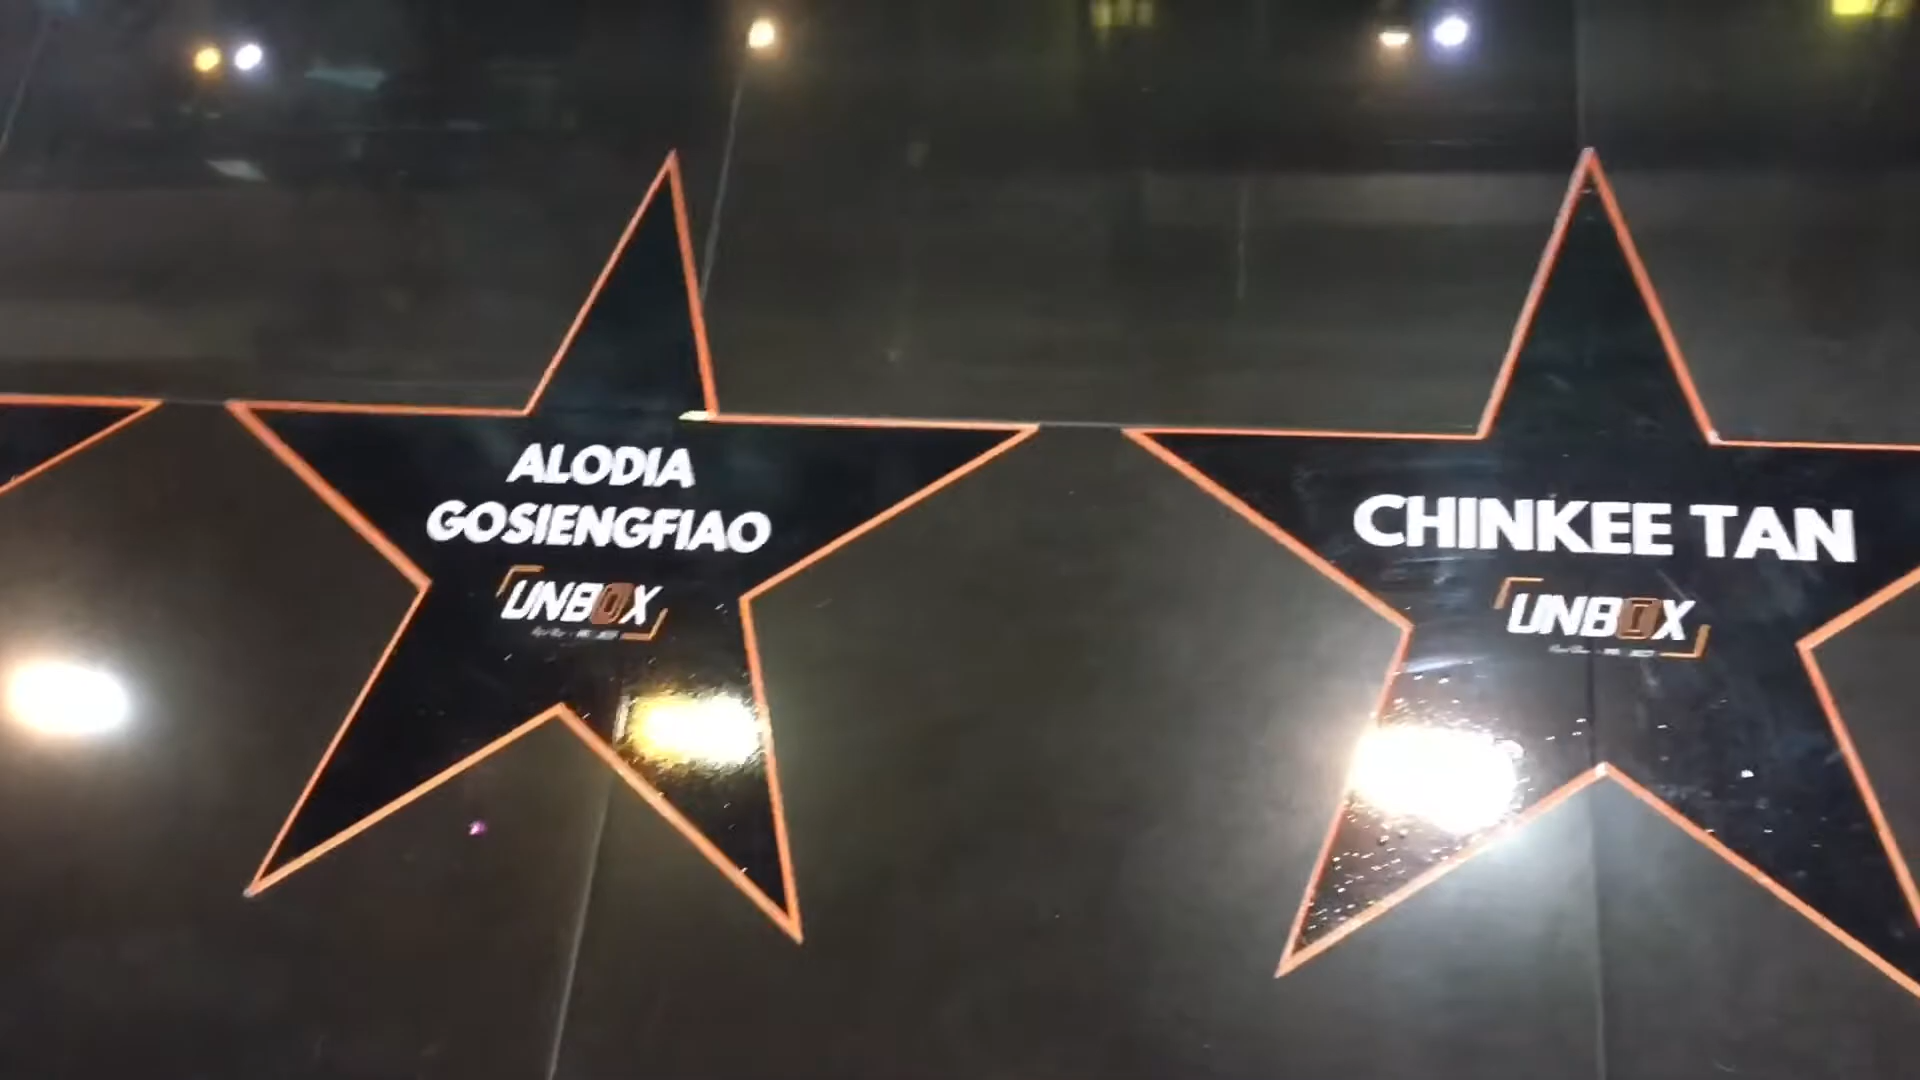 ALODIA
GOSIENGFIAO
UNBOX
CHINKEE TAN
UNBOX